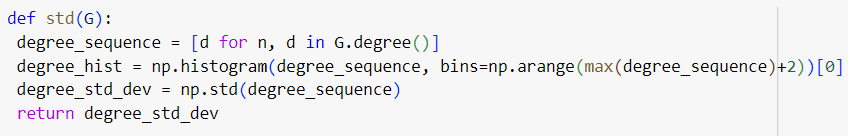 def std(G):
 degree_sequence = [d for n, d in G.degree()]
 degree_hist = np.histogram(degree_sequence, bins=np.arange(max(degree_sequence)+2))[0]
 degree_std_dev = np.std(degree_sequence)
 return degree_std_dev